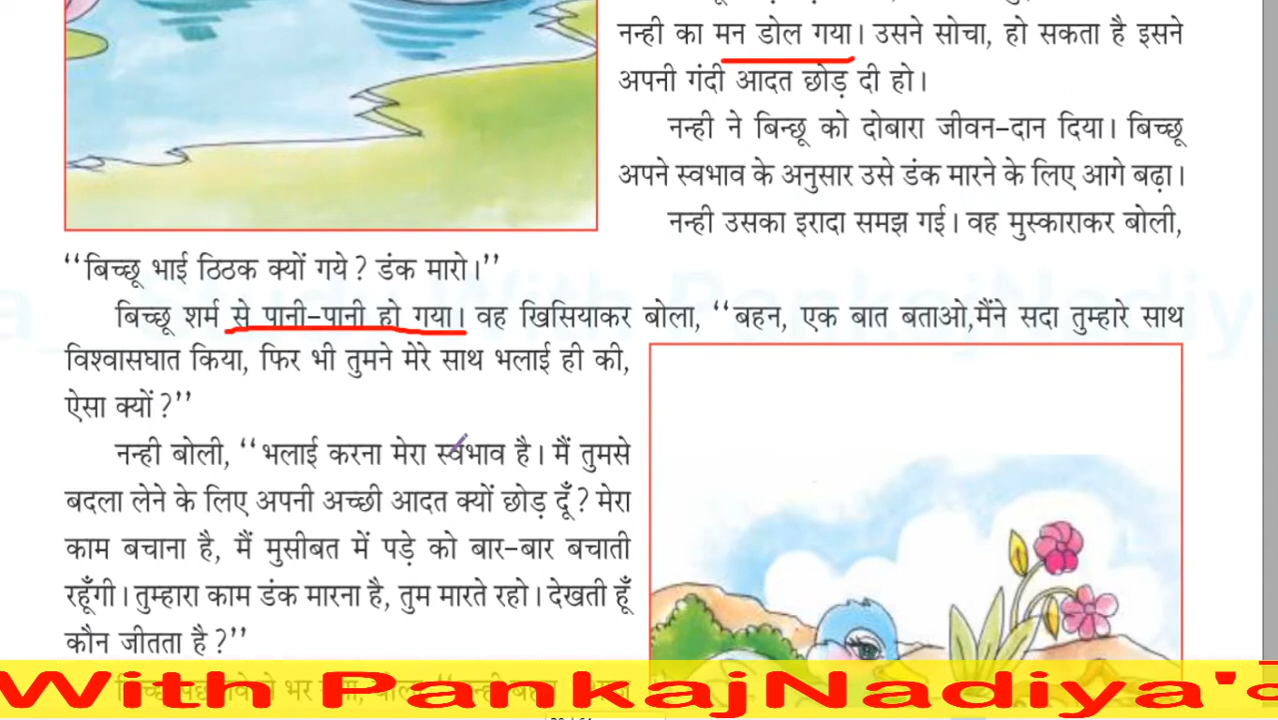 नन्ही का मन डोल गया। उसने सोचा, हो सकता है इसने
अपनी गंदी आदत छोड़ दी हो।
नन्ही ने बिन्छू को दोबारा जीवन-दान दिया। बिच्छू
अपने स्वभाव के अनुसार उसे डंक मारने के लिए आगे बढ़ा।
नन्ही उसका इरादा समझ गई। वह मुस्काराकर बोली,
‘‘बिच्छू भाई ठिठक क्यों गये? डंक मारो।’’
बिच्छू शर्म से पानी-पानी हो गया। वह खिसियाकर बोला, ‘‘बहन, एक बात बताओ,मैंने सदा तुम्हारे साथ
विश्वासघात किया, फिर भी तुमने मेरे साथ भलाई ही की,
ऐसा क्यों?’’
नन्ही बोली, ‘‘भलाई करना मेरा स्वभाव है। मैं तुमसे
बदला लेने के लिए अपनी अच्छी आदत क्यों छोड़ दूँ? मेरा
काम बचाना है, मैं मुसीबत में पड़े को बार-बार बचाती
रहूँगी। तुम्हारा काम डंक मारना है, तुम मारते रहो। देखती हूँ
कौन जीतता है?’’
With PankajNadiya'